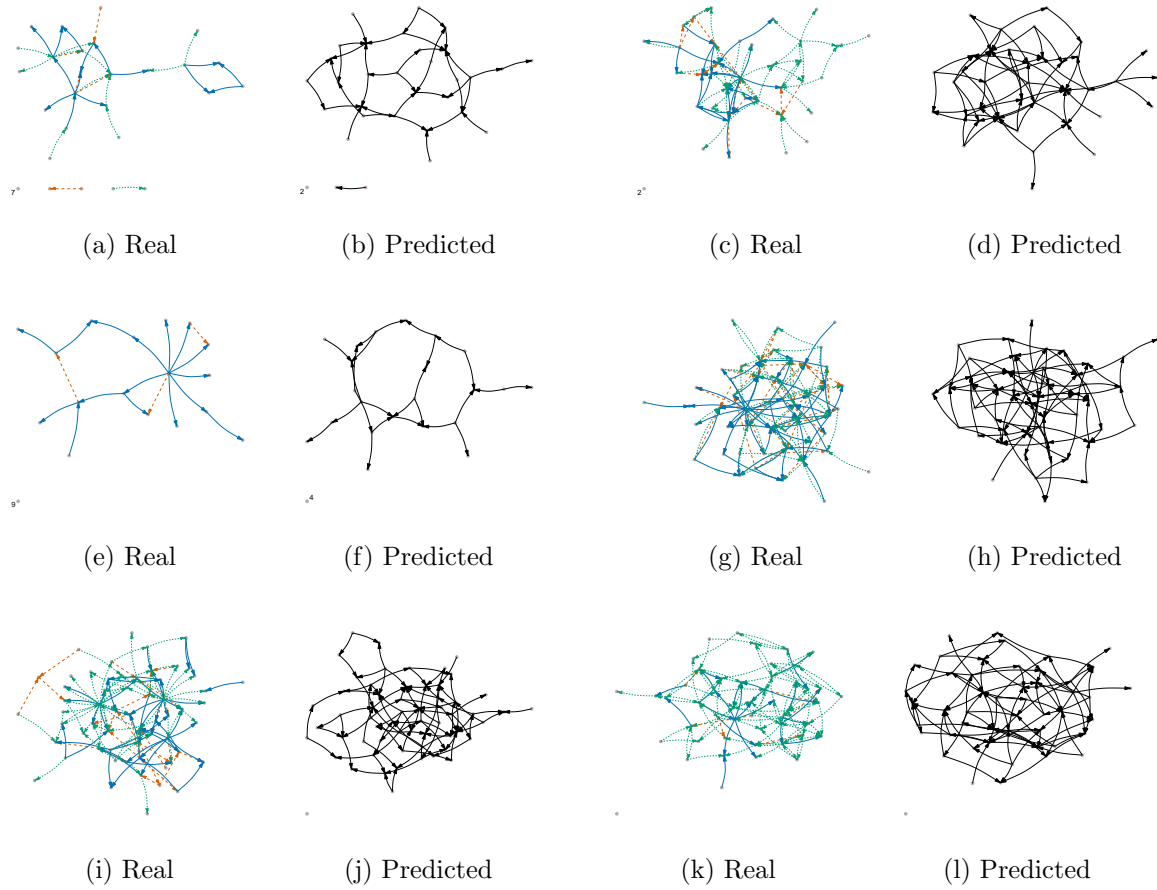 7 2 2
(a) Real (b) Predicted (c) Real (d) Predicted
9 4
(e) Real (f) Predicted (g) Real (h) Predicted
(i) Real (j) Predicted (k) Real (l) Predicted